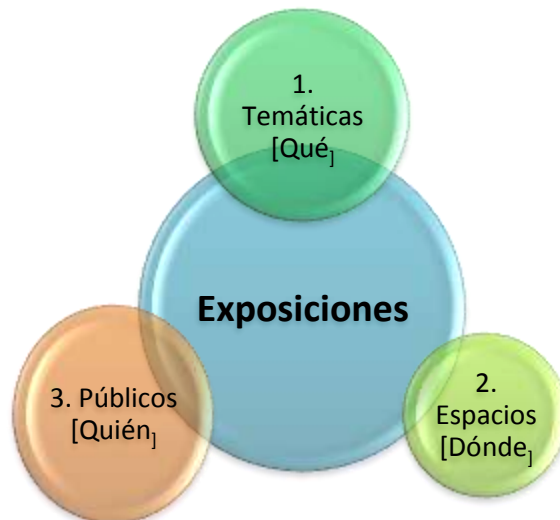 1.
Temáticas
[Qué]
Exposiciones
3. Públicos
[Quién]
2.
Espacios
[Dónde]